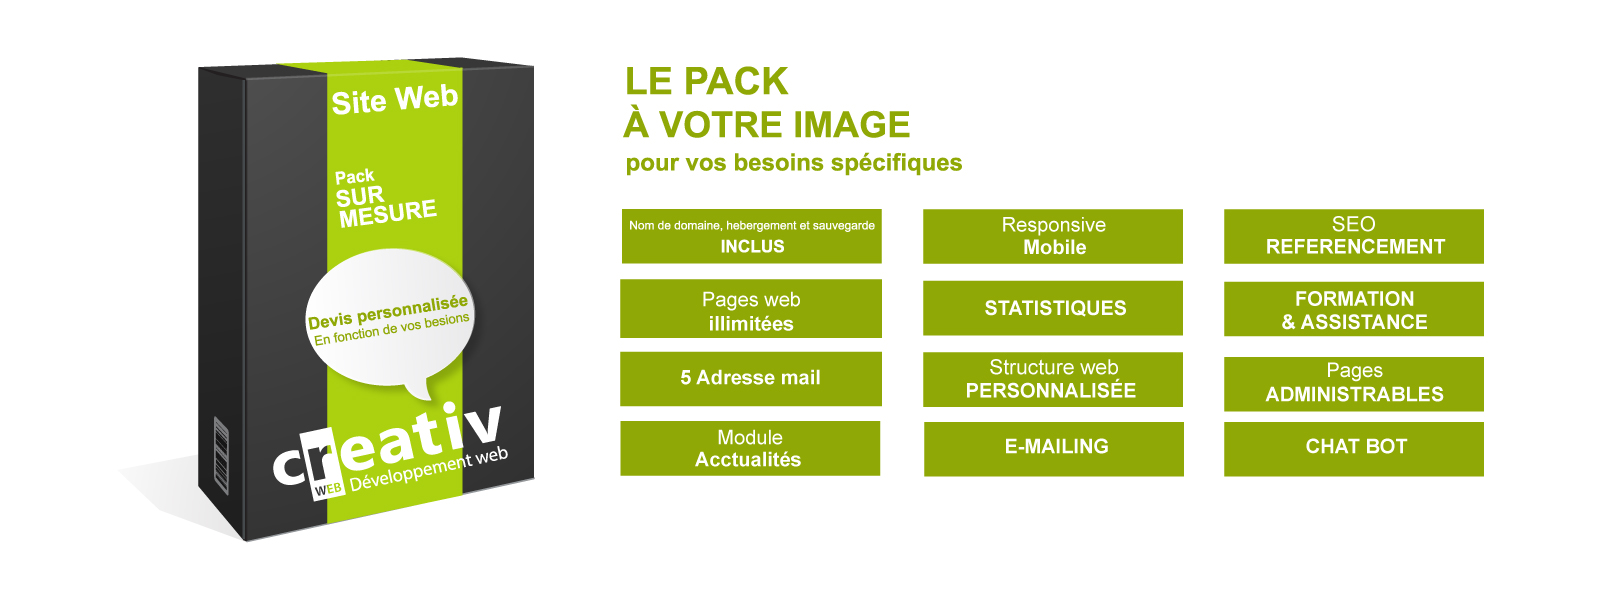 Site Web
Pack
SUR
MESURE
Devis personnalisée
En fonction de vos besions
creativ
WEB Développement web
LE PACK
À VOTRE IMAGE
pour vos besoins spécifiques
Nom de domaine, hebergement et sauvegarde
INCLUS
Responsive
Mobile
SEO
REFERENCEMENT
Pages web
illimitées
STATISTIQUES
FORMATION
& ASSISTANCE
5 Adresse mail
Structure web
PERSONNALISÉE
Pages
ADMINISTRABLES
Module
Acctualités
E-MAILING
CHAT BOT